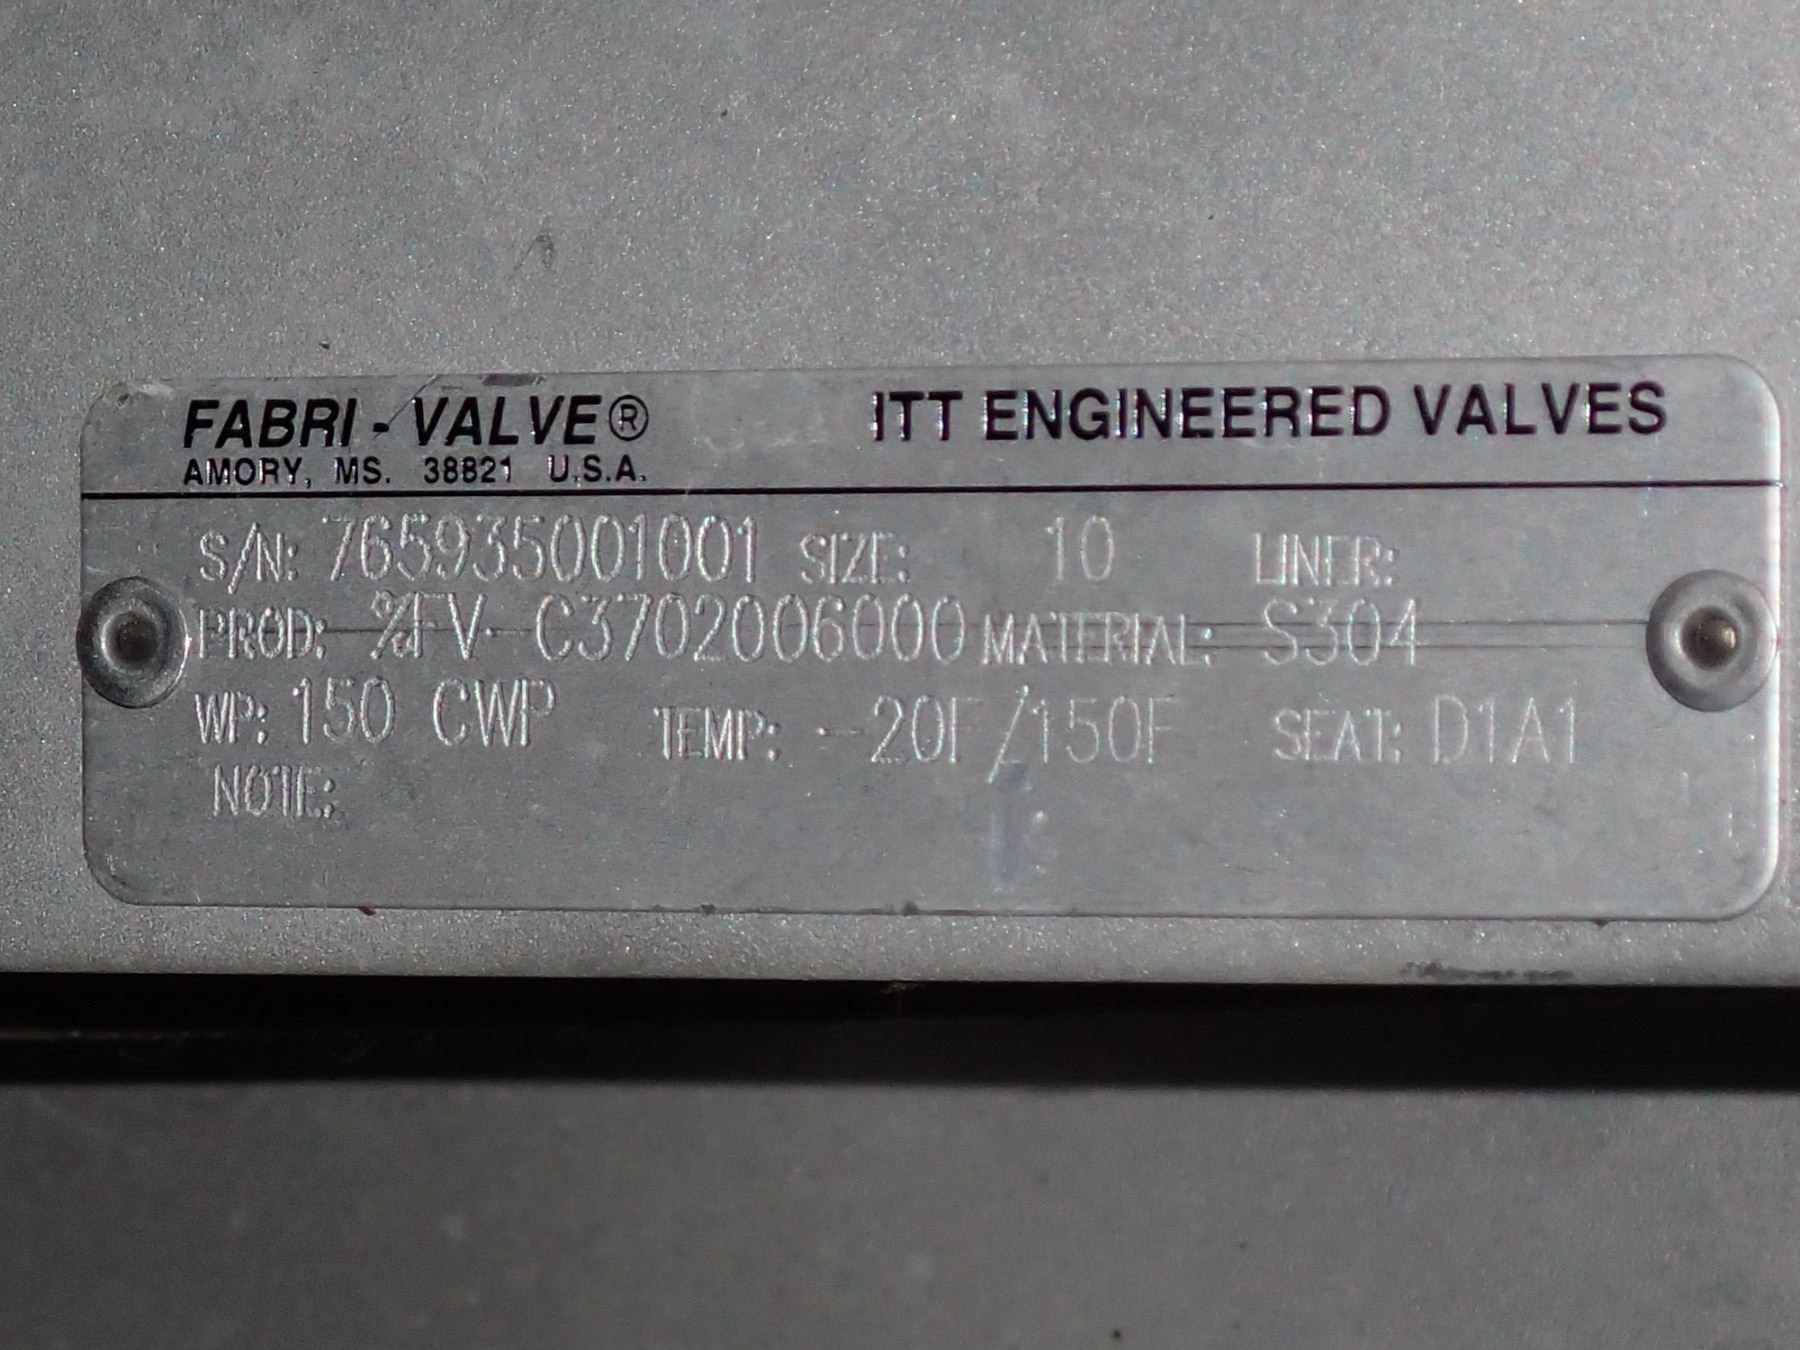 FABRI-VALVE® ITT ENGINEERED VALVES
AMORY, MS. 38821 U.S.A.
S/N: 765935001001 SIZE: 10 LINER:
PROD: %FV-C3702006000 MATERIAL: S304
WP: 150 CWP TEMP: -20F/150F SEAT: D1A1
NOTE: